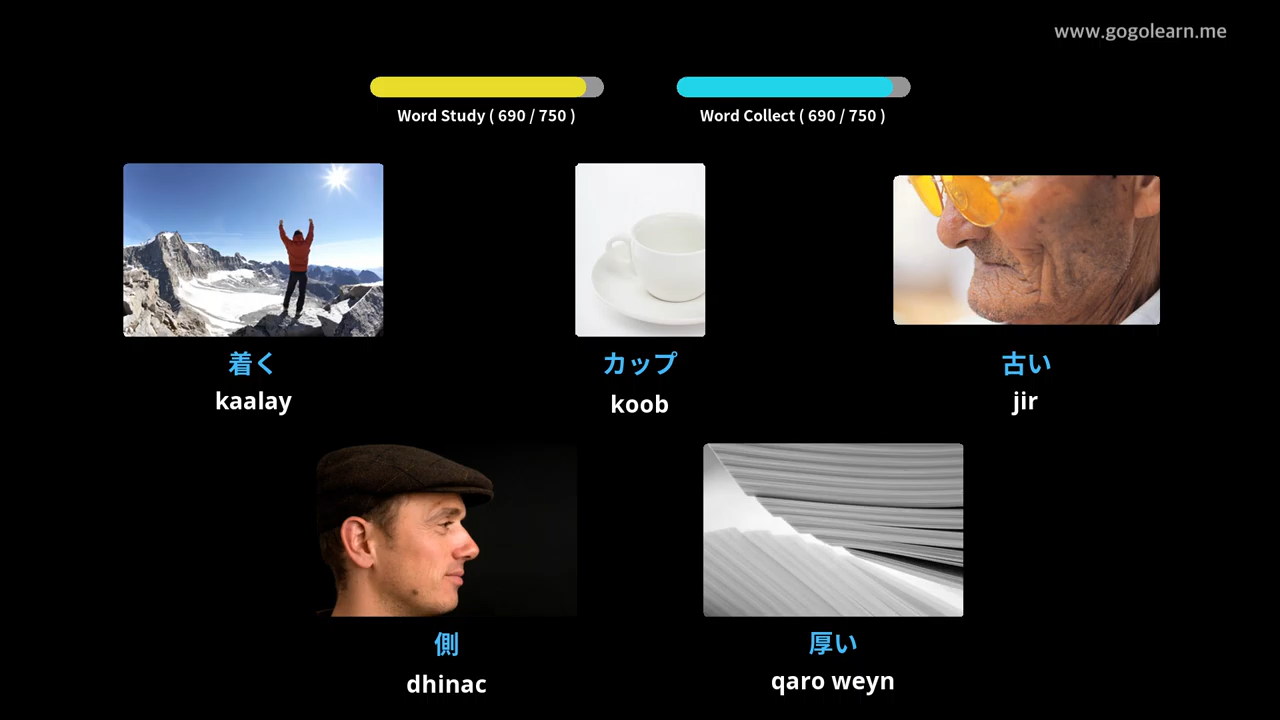 www.gogolearn.me
Word Study ( 690 / 750 )
Word Collect ( 690 / 750 )
着く
kaalay
カップ
koob
古い
jir
側
dhinac
厚い
qaro weyn